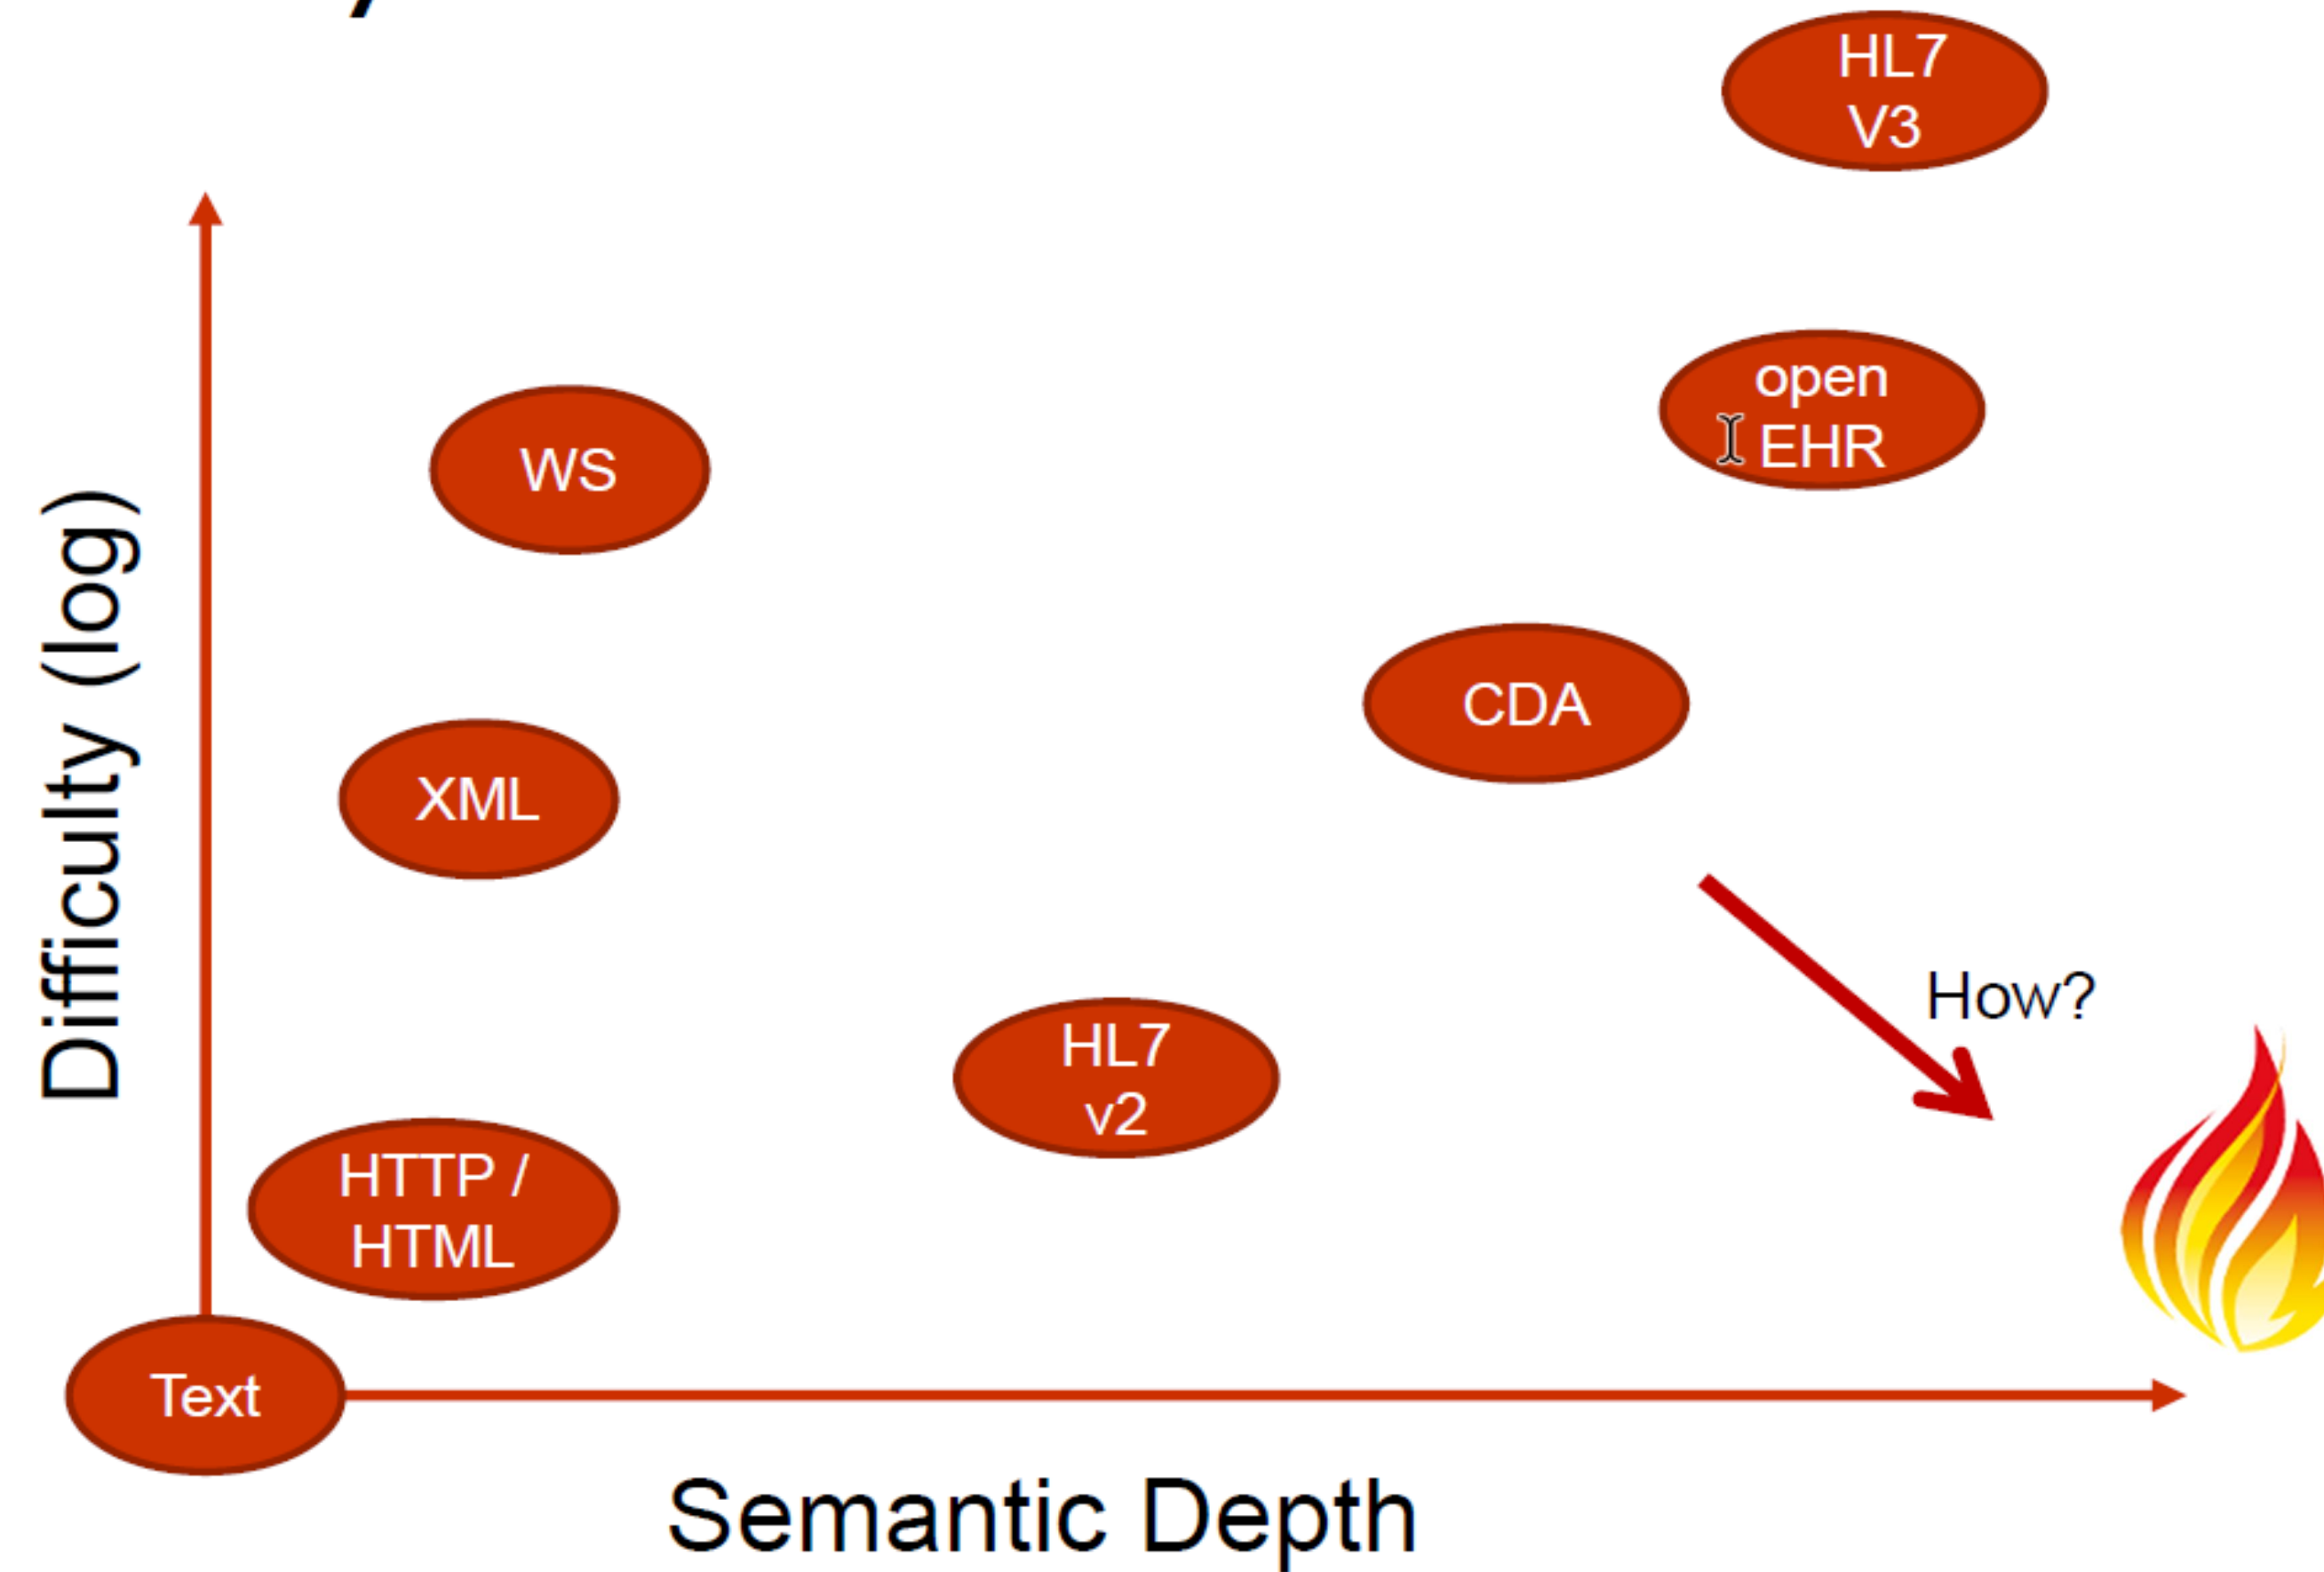 HL7
V3
open
EHR
WS
CDA
XML
Difficulty (log)
How?
HL7
v2
HTTP /
HTML
Text
Semantic Depth